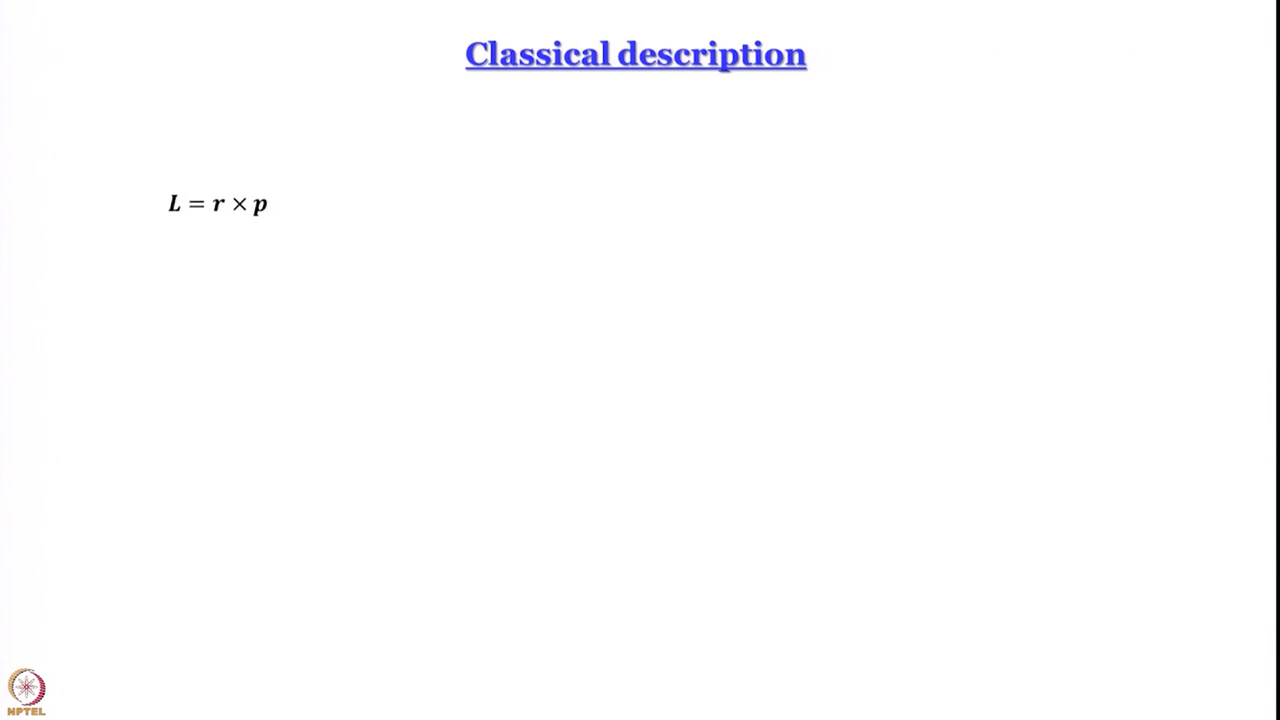 Classical description
L = r × p
NPTEL